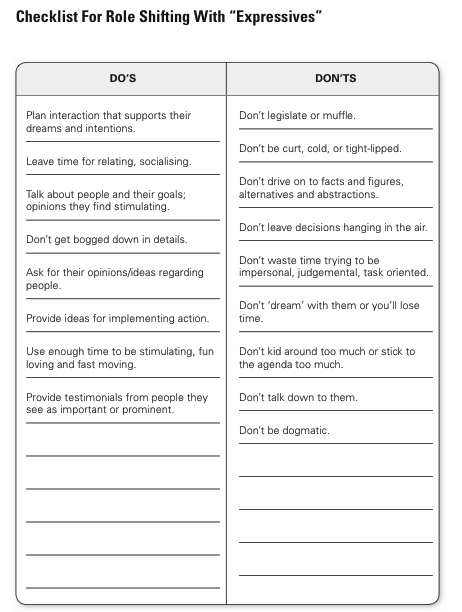 Checklist For Role Shifting With “Expressives”
DO’S
Plan interaction that supports their
dreams and intentions.
Leave time for relating, socialising.
Talk about people and their goals;
opinions they find stimulating.
Don’t get bogged down in details.
Ask for their opinions/ideas regarding
people.
Provide ideas for implementing action.
Use enough time to be stimulating, fun
loving and fast moving.
Provide testimonials from people they
see as important or prominent.
DON’TS
Don’t legislate or muffle.
Don’t be curt, cold, or tight-lipped.
Don’t drive on to facts and figures,
alternatives and abstractions.
Don’t leave decisions hanging in the air.
Don’t waste time trying to be
impersonal, judgemental, task oriented.
Don’t ‘dream’ with them or you’ll lose
time.
Don’t kid around too much or stick to
the agenda too much.
Don’t talk down to them.
Don’t be dogmatic.